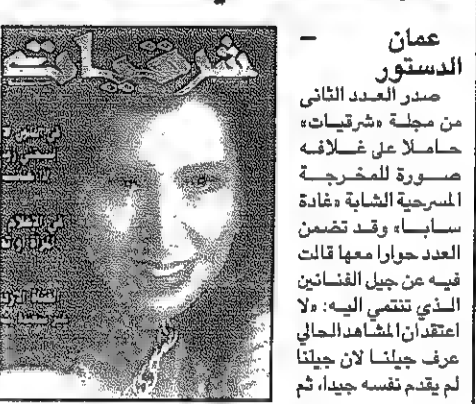 عمان –
الدستور
صدر العدد الثاني
من مجلة «شرقيات»
حاملا على غلافه
صورة للمخرجة
المسرحية الشابة «غادة
سابا» وقد تضمن
العدد حوارا معها قالت
فيه عن جيل الفنانين
الذي تنتمي اليه: «لا
اعتقد ان المشاهد الحالي
عرف جيلنا لان جيلنا
لم يقدم نفسه جيدا، ثم
شرقيات